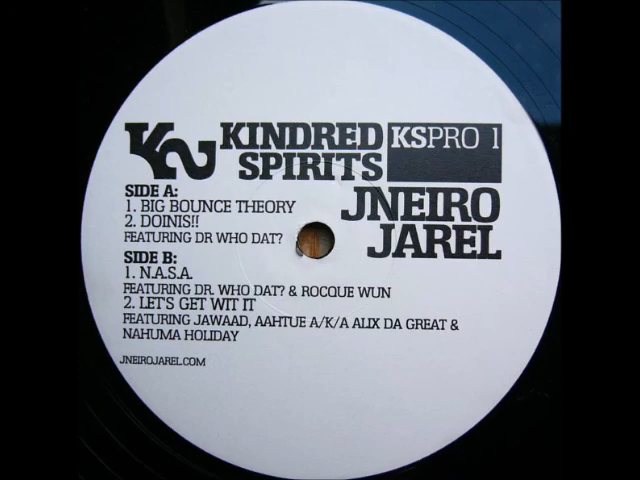 KINDRED
SPIRITS
KSPRO 1
JNEIRO
JAREL
SIDE A:
1. BIG BOUNCE THEORY
2. DOINIS!!
FEATURING DR WHO DAT?
SIDE B:
1. N.A.S.A.
FEATURING DR. WHO DAT? & ROCQUE WUN
2. LET'S GET WIT IT
FEATURING JAWAAD, AAHTUE A/K/A ALIX DA GREAT &
NAHUMA HOLIDAY
JNEIROJAREL.COM